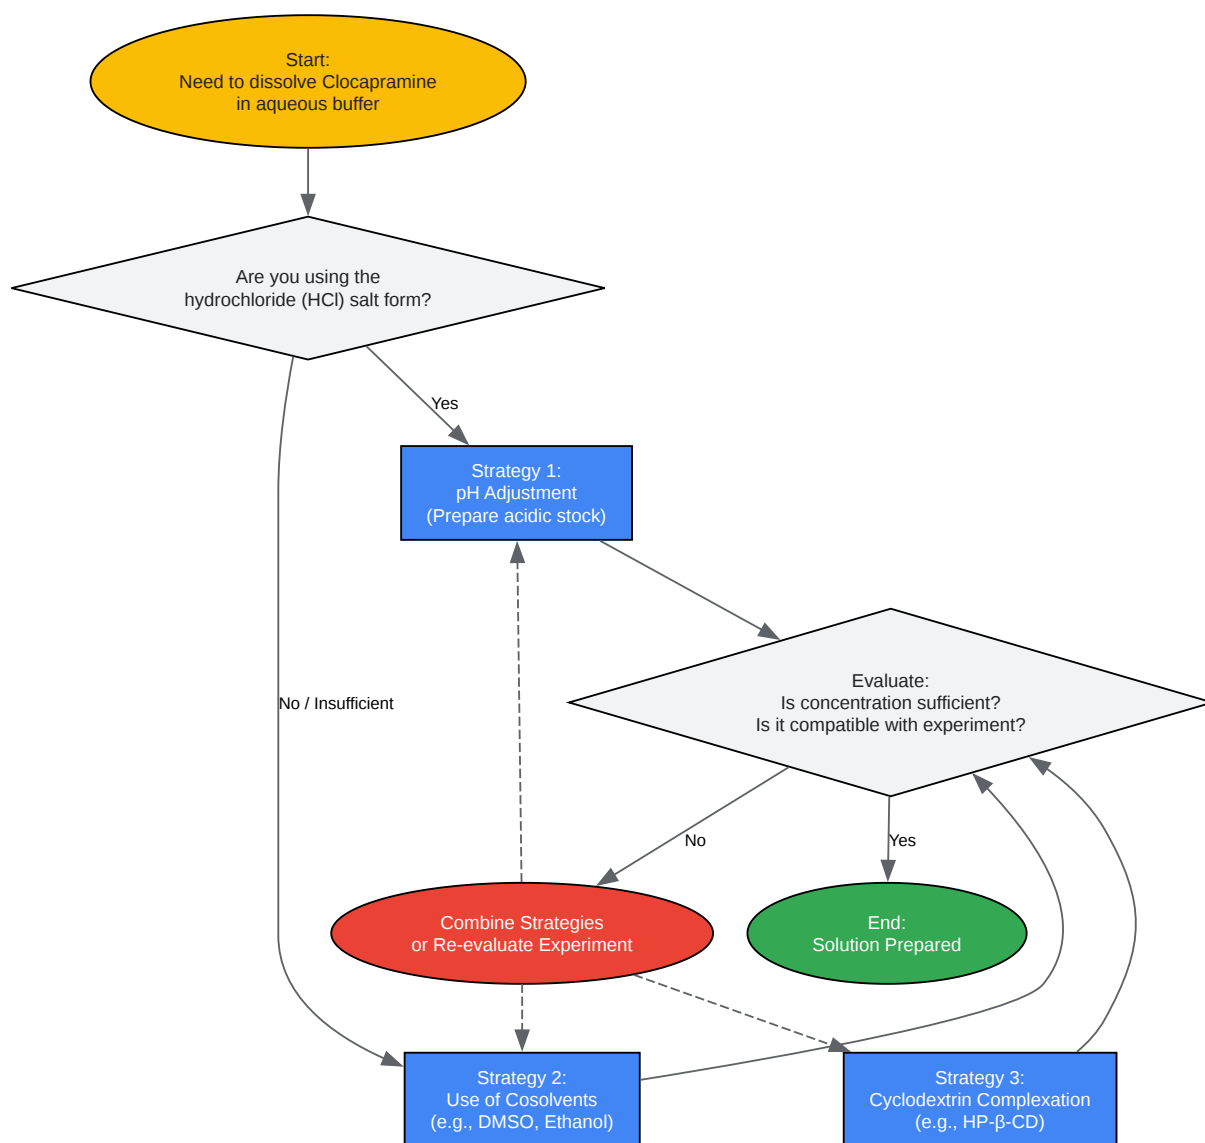 Start:
Need to dissolve Clocapramine
in aqueous buffer
Are you using the
hydrochloride (HCl) salt form?
Yes
Strategy 1:
pH Adjustment
(Prepare acidic stock)
No / Insufficient
Evaluate:
Is concentration sufficient?
Is it compatible with experiment?
No
Yes
Combine Strategies
or Re-evaluate Experiment
End:
Solution Prepared
Strategy 2:
Use of Cosolvents
(e.g., DMSO, Ethanol)
Strategy 3:
Cyclodextrin Complexation
(e.g., HP-β-CD)